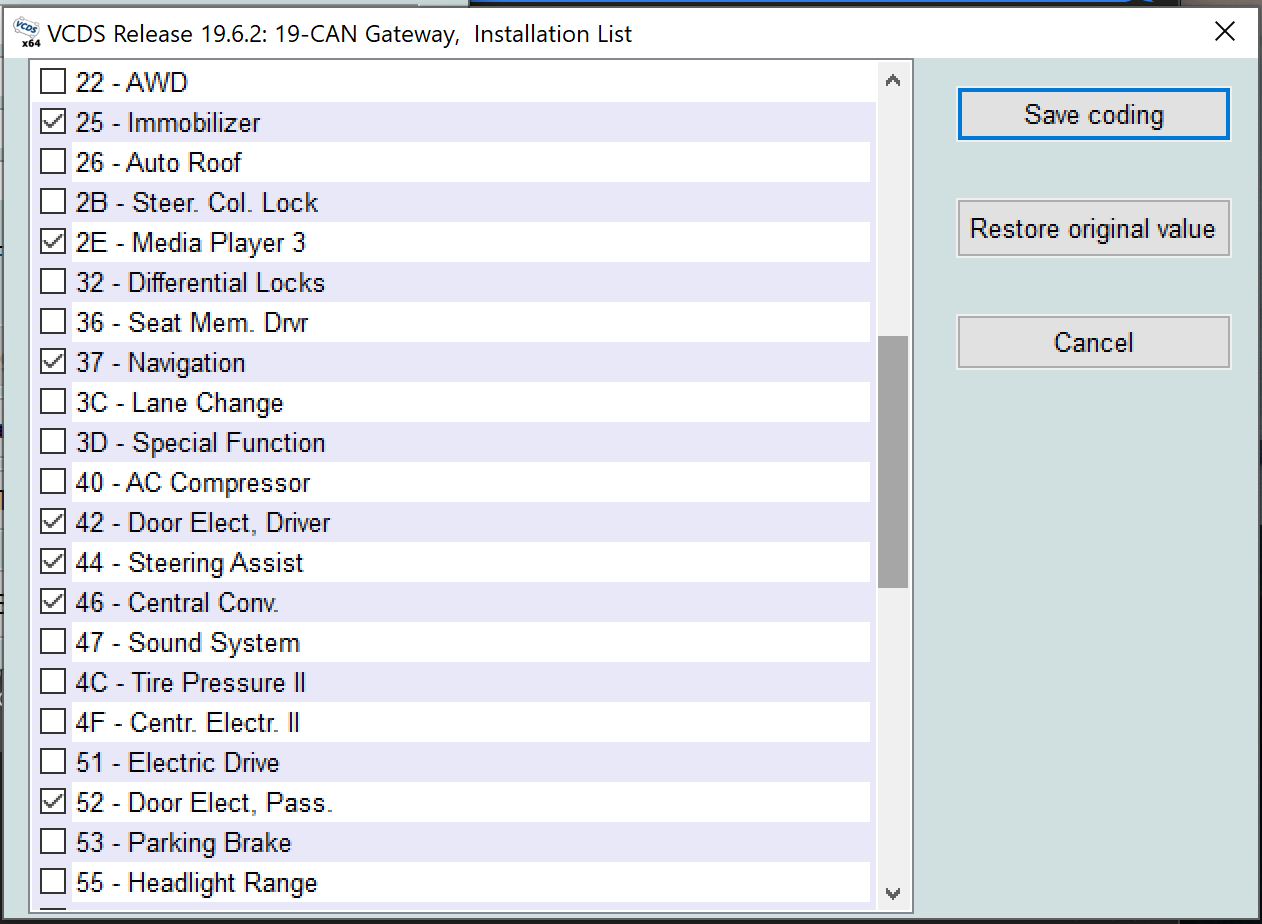 VCDS
x64
VCDS Release 19.6.2: 19-CAN Gateway,  Installation List
22 - AWD
25 - Immobilizer
26 - Auto Roof
2B - Steer. Col. Lock
2E - Media Player 3
32 - Differential Locks
36 - Seat Mem. Drvr
37 - Navigation
3C - Lane Change
3D - Special Function
40 - AC Compressor
42 - Door Elect, Driver
44 - Steering Assist
46 - Central Conv.
47 - Sound System
4C - Tire Pressure II
4F - Centr. Electr. II
51 - Electric Drive
52 - Door Elect, Pass.
53 - Parking Brake
55 - Headlight Range
Save coding
Restore original value
Cancel